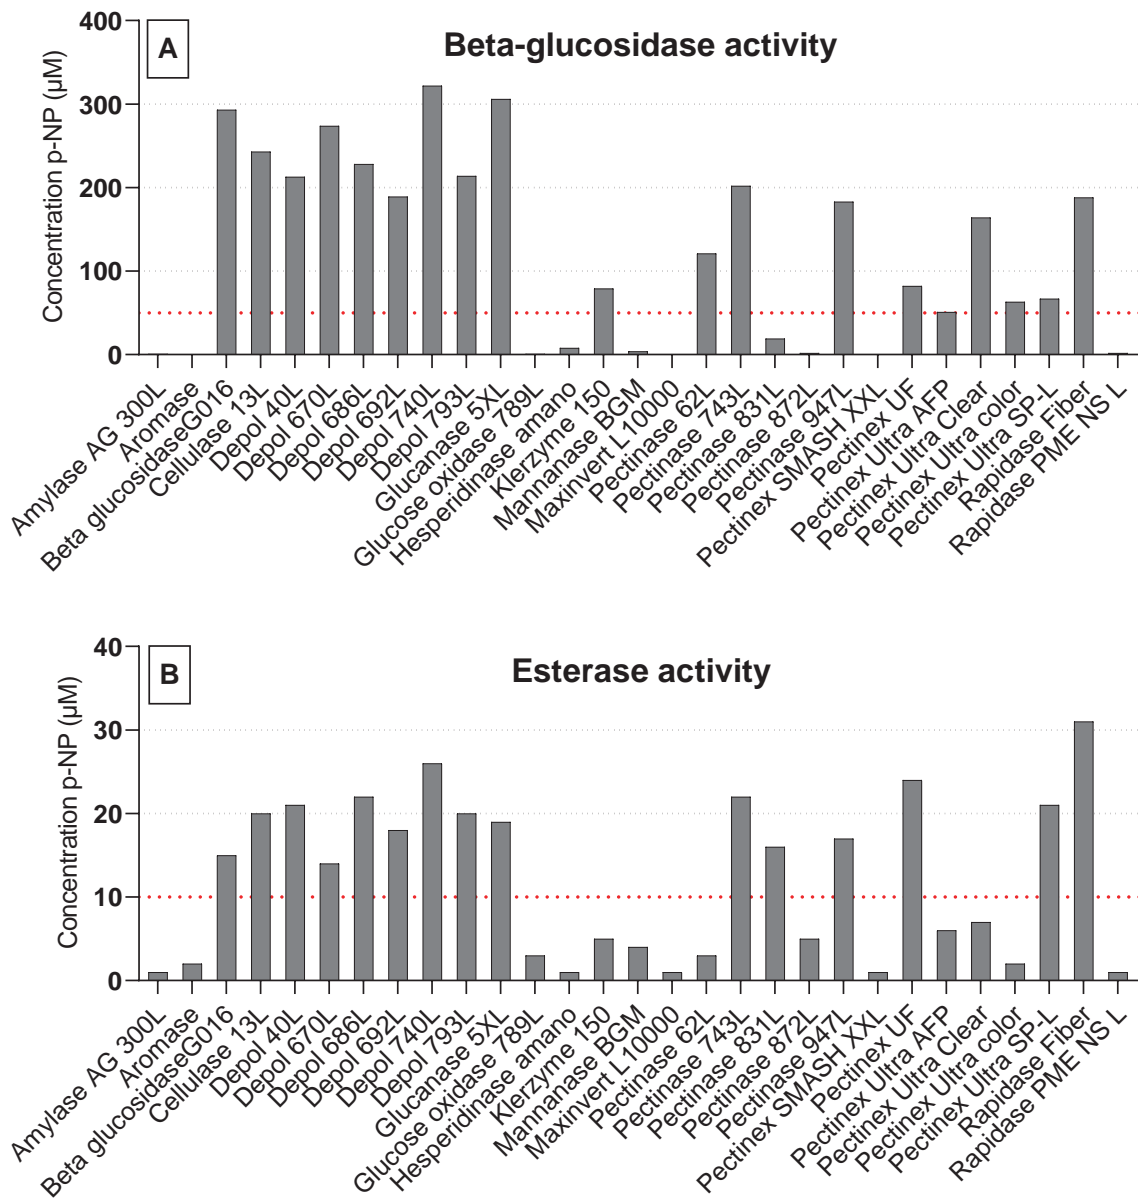 A
Beta-glucosidase activity
Concentration p-NP (µM)
400
300
200
100
0
Amylase AG 300L
Aromase
Beta glucosidaseG016
Cellulase 13L
Depol 40L
Depol 670L
Depol 686L
Depol 692L
Depol 740L
Depol 793L
Glucanase 5XL
Glucose oxidase 789L
Hesperidinase amano
Klerzyme 150
Mannanase BGM
Maxinvert L10000
Pectinase 62L
Pectinase 743L
Pectinase 831L
Pectinase 872L
Pectinase 947L
Pectinex SMASH XXL
Pectinex UF
Pectinex Ultra AFP
Pectinex Ultra Clear
Pectinex Ultra color
Pectinex Ultra SP-L
Rapidase Fiber
Rapidase PME NS L
B
Esterase activity
Concentration p-NP (µM)
40
30
20
10
0
Amylase AG 300L
Aromase
Beta glucosidaseG016
Cellulase 13L
Depol 40L
Depol 670L
Depol 686L
Depol 692L
Depol 740L
Depol 793L
Glucanase 5XL
Glucose oxidase 789L
Hesperidinase amano
Klerzyme 150
Mannanase BGM
Maxinvert L10000
Pectinase 62L
Pectinase 743L
Pectinase 831L
Pectinase 872L
Pectinase 947L
Pectinex SMASH XXL
Pectinex UF
Pectinex Ultra AFP
Pectinex Ultra Clear
Pectinex Ultra color
Pectinex Ultra SP-L
Rapidase Fiber
Rapidase PME NS L